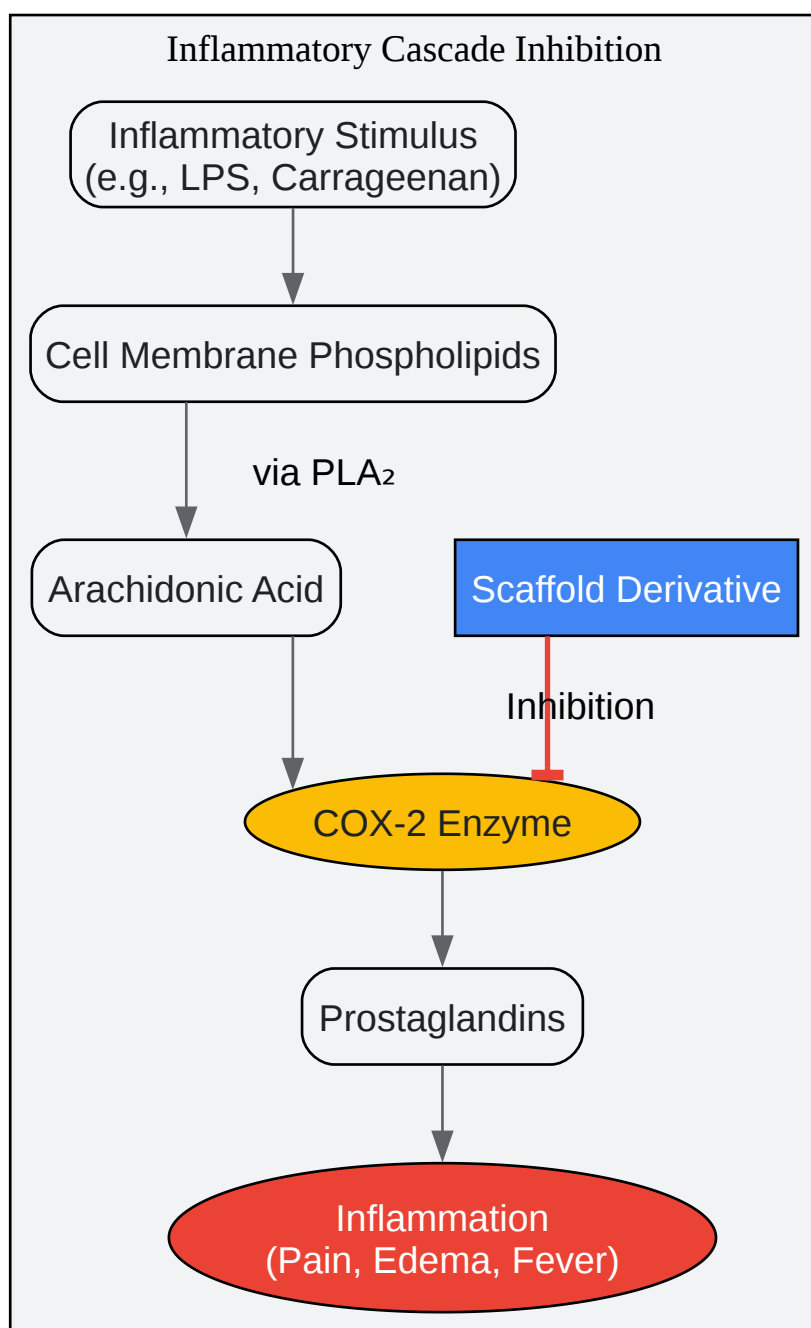 Inflammatory Cascade Inhibition
Inflammatory Stimulus
(e.g., LPS, Carrageenan)
Cell Membrane Phospholipids
via PLA₂
Arachidonic Acid
Scaffold Derivative
Inhibition
COX-2 Enzyme
Prostaglandins
Inflammation
(Pain, Edema, Fever)